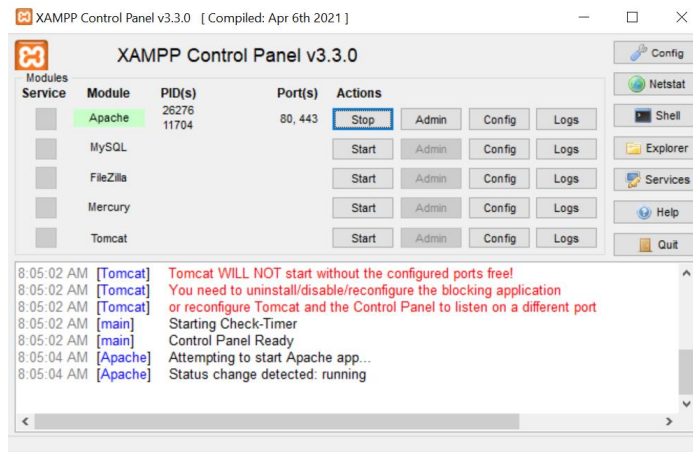 XAMPP Control Panel v3.3.0 [ Compiled: Apr 6th 2021 ]
XAMPP Control Panel v3.3.0
Config
Modules
Netstat
Service Module PID(s) Port(s) Actions
Apache 26276 11704 80, 443 Stop Admin Config Logs
Shell
MySQL Start Admin Config Logs
Explorer
FileZilla Start Admin Config Logs
Services
Mercury Start Admin Config Logs
Help
Tomcat Start Admin Config Logs
Quit
8:05:02 AM [Tomcat] Tomcat WILL NOT start without the configured ports free!
8:05:02 AM [Tomcat] You need to uninstall/disable/reconfigure the blocking application
8:05:02 AM [Tomcat] or reconfigure Tomcat and the Control Panel to listen on a different port
8:05:02 AM [main] Starting Check-Timer
8:05:02 AM [main] Control Panel Ready
8:05:04 AM [Apache] Attempting to start Apache app...
8:05:04 AM [Apache] Status change detected: running